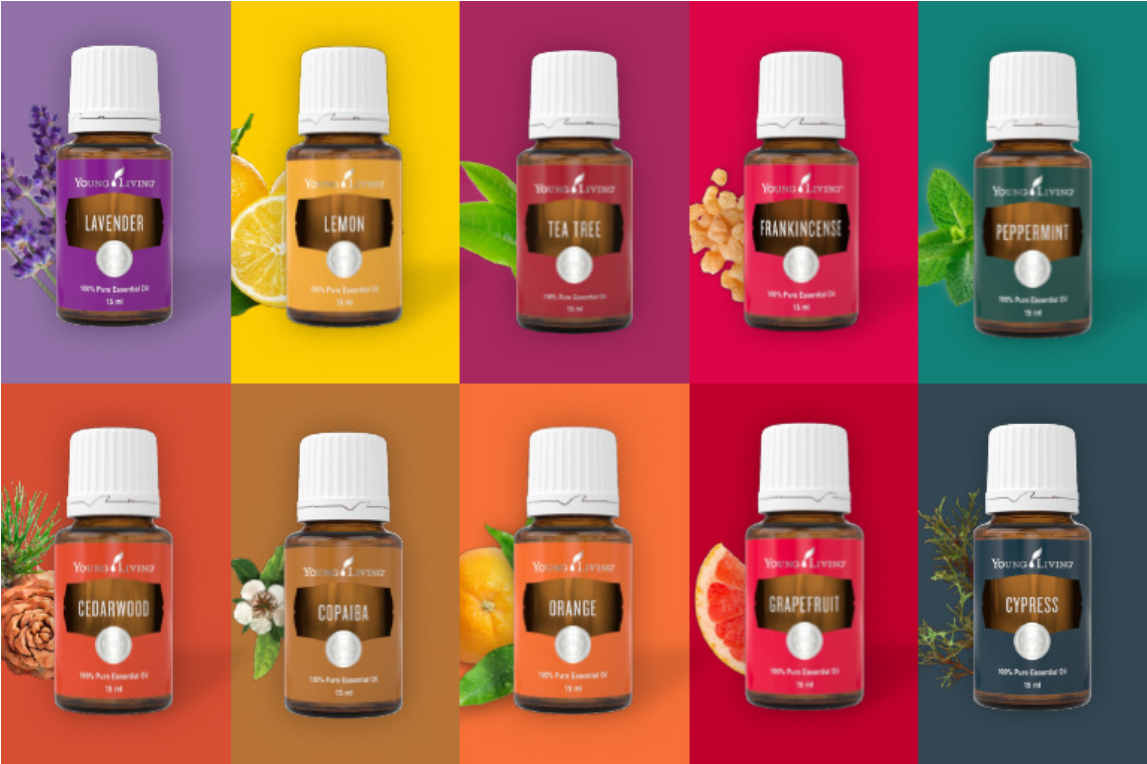 YOUNG LIVING
LAVENDER
100% Pure Essential Oil
15 ml
YOUNG LIVING
LEMON
100% Pure Essential Oil
15 ml
YOUNG LIVING
TEA TREE
100% Pure Essential Oil
15 ml
YOUNG LIVING
FRANKINCENSE
100% Pure Essential Oil
15 ml
YOUNG LIVING
PEPPERMINT
100% Pure Essential Oil
15 ml
YOUNG LIVING
CEDARWOOD
100% Pure Essential Oil
15 ml
YOUNG LIVING
COPAIBA
100% Pure Essential Oil
15 ml
YOUNG LIVING
ORANGE
100% Pure Essential Oil
15 ml
YOUNG LIVING
GRAPEFRUIT
100% Pure Essential Oil
15 ml
YOUNG LIVING
CYPRESS
100% Pure Essential Oil
15 ml